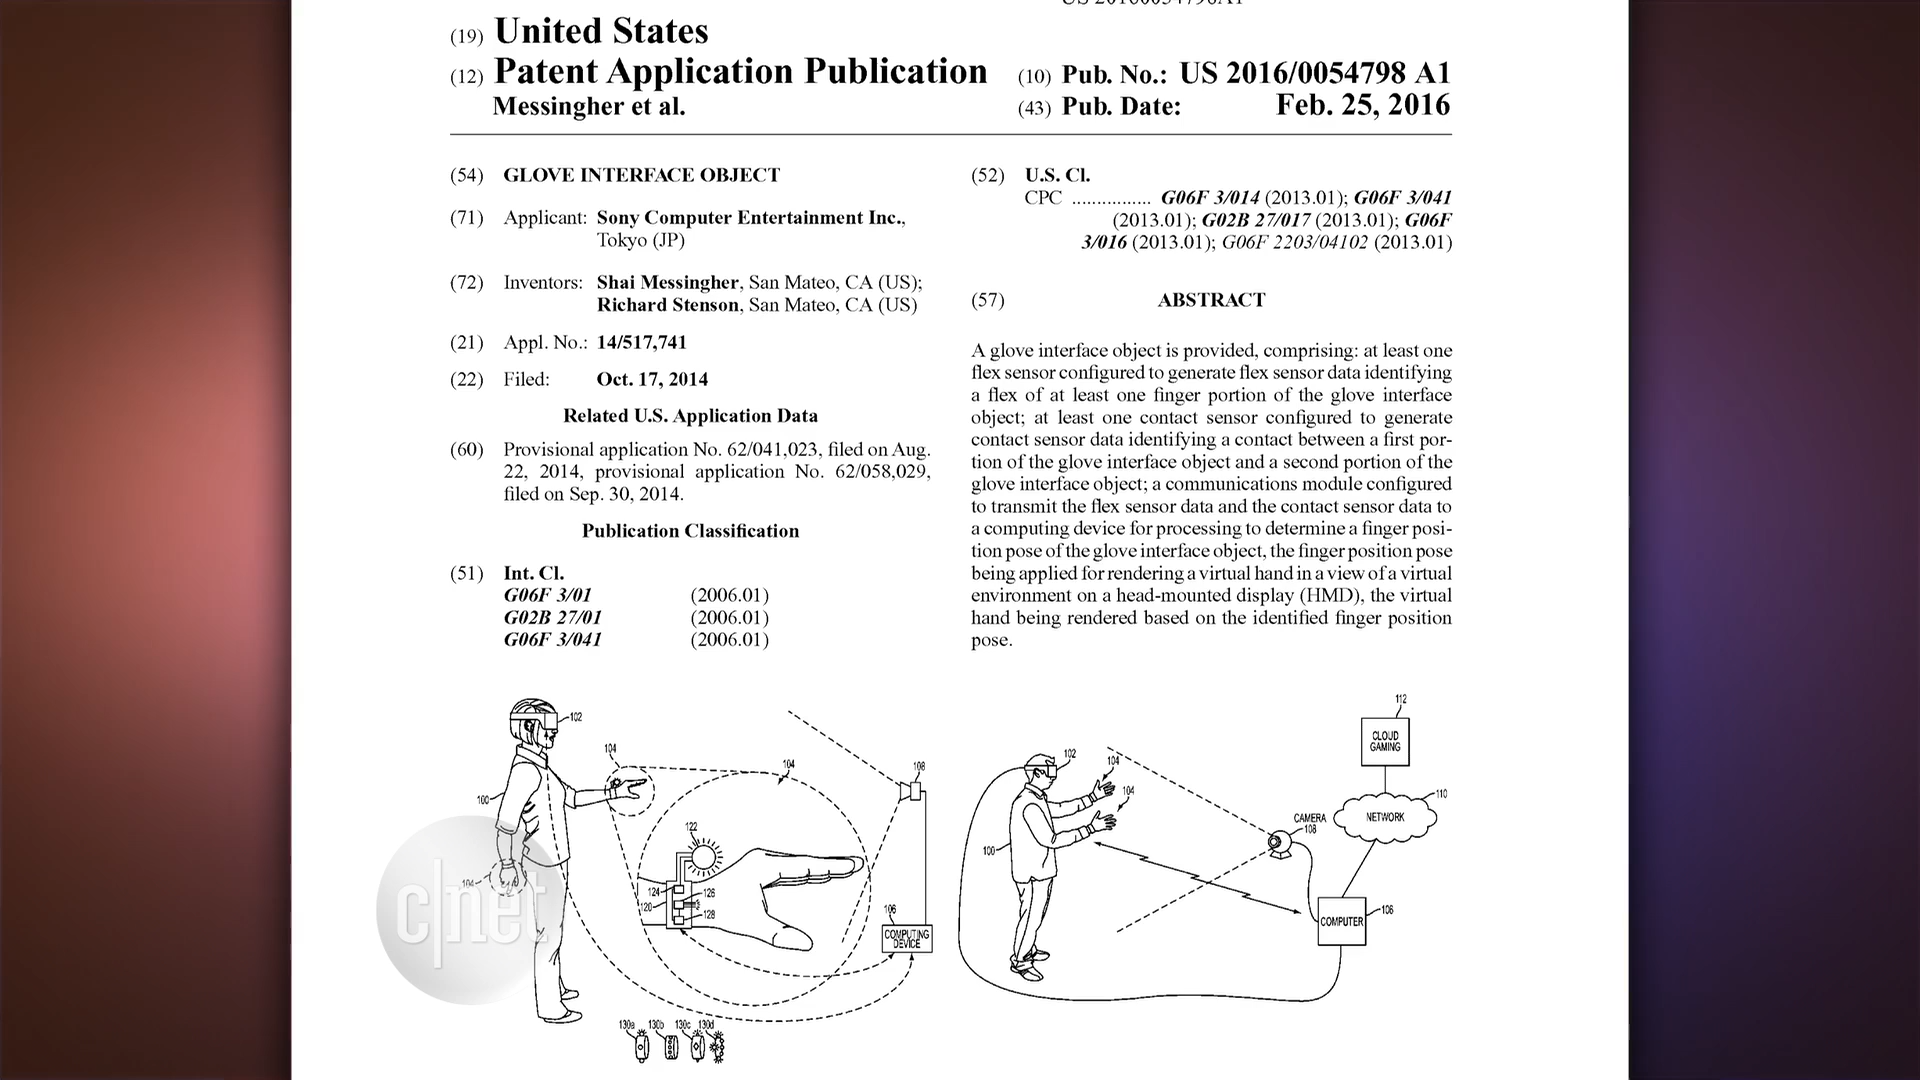 (19) United States
(12) Patent Application Publication
Messingher et al.
(10) Pub. No.: US 2016/0054798 A1
(43) Pub. Date: Feb. 25, 2016
(54) GLOVE INTERFACE OBJECT
(71) Applicant: Sony Computer Entertainment Inc.,
Tokyo (JP)
(72) Inventors: Shai Messingher, San Mateo, CA (US);
Richard Stenson, San Mateo, CA (US)
(21) Appl. No.: 14/517,741
(22) Filed: Oct. 17, 2014
Related U.S. Application Data
(60) Provisional application No. 62/041,023, filed on Aug.
22, 2014, provisional application No. 62/058,029,
filed on Sep. 30, 2014.
Publication Classification
(51) Int. Cl.
G06F 3/01 (2006.01)
G02B 27/01 (2006.01)
G06F 3/041 (2006.01)
(52) U.S. Cl.
CPC ................ G06F 3/014 (2013.01); G06F 3/041
(2013.01); G02B 27/017 (2013.01); G06F
3/016 (2013.01); G06F 2203/04102 (2013.01)
(57) ABSTRACT
A glove interface object is provided, comprising: at least one
flex sensor configured to generate flex sensor data identifying
a flex of at least one finger portion of the glove interface
object; at least one contact sensor configured to generate
contact sensor data identifying a contact between a first por-
tion of the glove interface object and a second portion of the
glove interface object; a communications module configured
to transmit the flex sensor data and the contact sensor data to
a computing device for processing to determine a finger posi-
tion pose of the glove interface object, the finger position pose
being applied for rendering a virtual hand in a view of a virtual
environment on a head-mounted display (HMD), the virtual
hand being rendered based on the identified finger position
pose.
102
104
104
108
100
122
124
126
120
128
104
106
COMPUTING
DEVICE
130a 130b 130c 130d
c|net
112
CLOUD
GAMING
102
104
104
110
NETWORK
CAMERA
108
100
COMPUTER
106